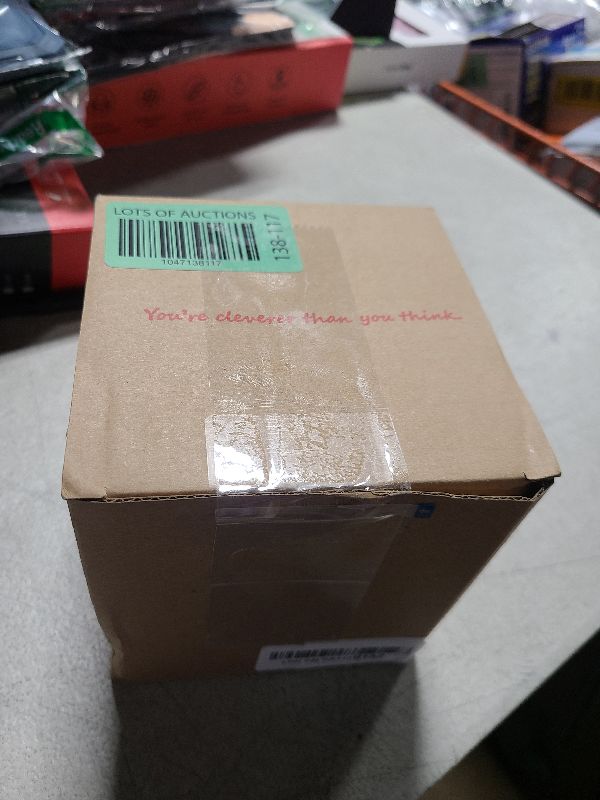 LOTS OF AUCTIONS
138-117
1047138117
You're cleverer than you think